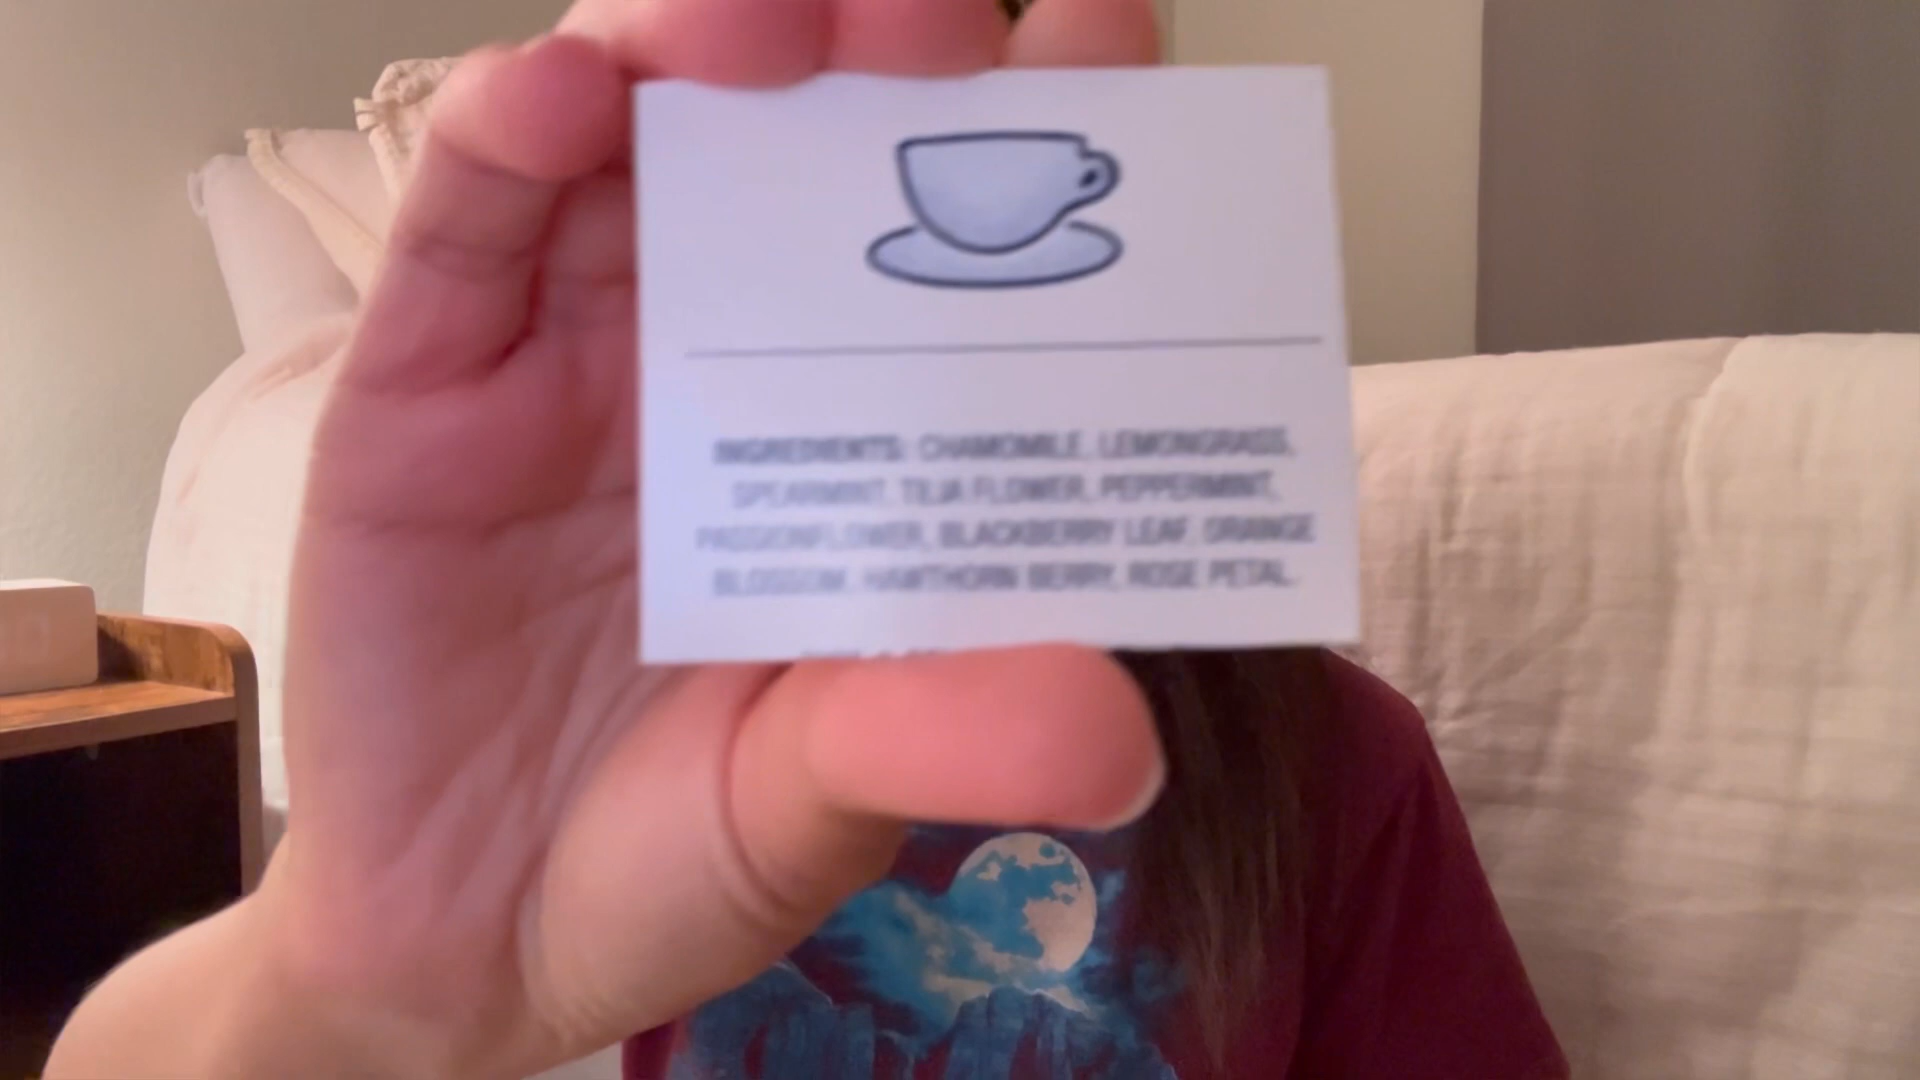 INGREDIENTS: CHAMOMILE, LEMONGRASS,
SPEARMINT, TILIA FLOWER, PEPPERMINT,
PASSIONFLOWER, BLACKBERRY LEAF, ORANGE
BLOSSOM, HAWTHORN BERRY, ROSE PETAL.